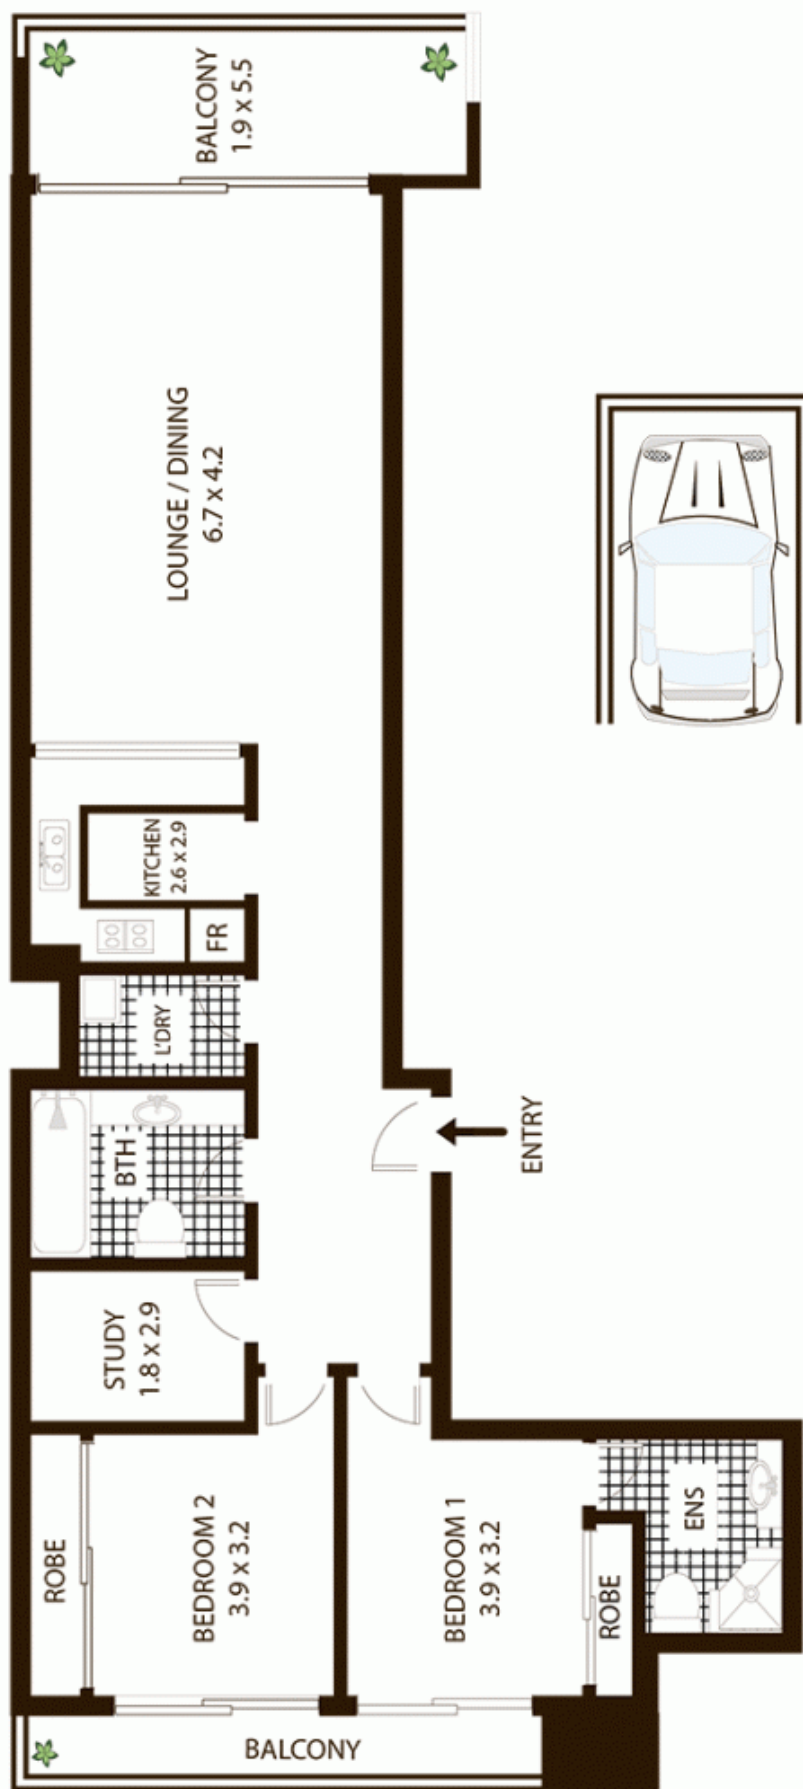 BALCONY
1.9 x 5.5
LOUNGE / DINING
6.7 x 4.2
KITCHEN
2.6 x 2.9
FR
L'DRY
BTH
ENTRY
STUDY
1.8 x 2.9
ROBE
BEDROOM 2
3.9 x 3.2
BEDROOM 1
3.9 x 3.2
ROBE
ENS
BALCONY